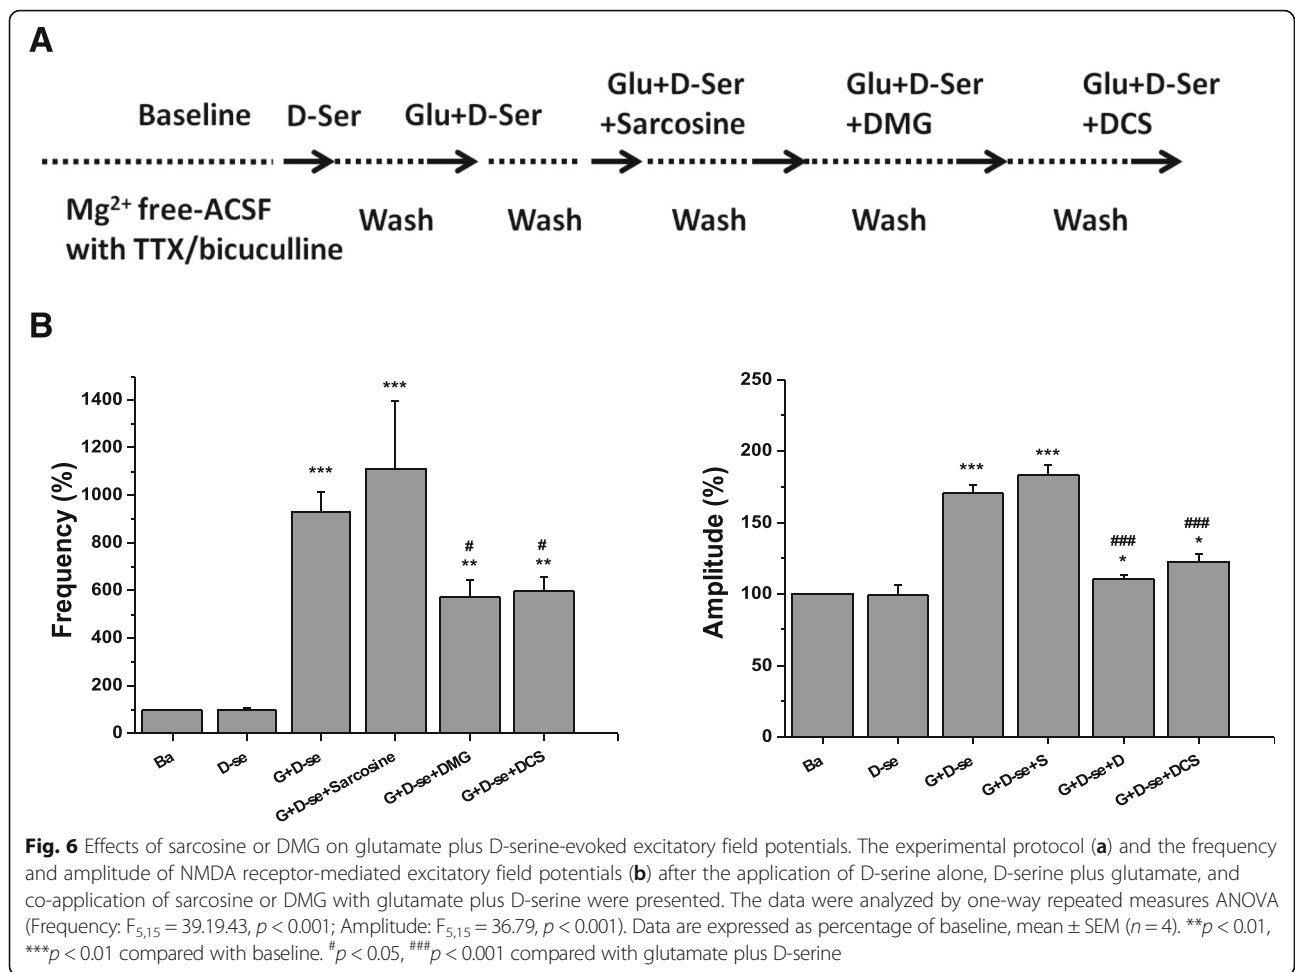 A
Baseline D-Ser Glu+D-Ser Glu+D-Ser +Sarcosine Glu+D-Ser +DMG Glu+D-Ser +DCS
Mg²⁺ free-ACSF
with TTX/bicuculline
Wash Wash Wash Wash Wash
B
Frequency (%)
1400
1200
1000
800
600
400
200
0
***
***
#
**
#
**
Ba D-se G+D-se G+D-se+Sarcosine G+D-se+DMG G+D-se+DCS
Amplitude (%)
250
200
150
100
50
0
***
***
###
*
###
*
Ba D-se G+D-se G+D-se+S G+D-se+D G+D-se+DCS
Fig. 6 Effects of sarcosine or DMG on glutamate plus D-serine-evoked excitatory field potentials. The experimental protocol (a) and the frequency
and amplitude of NMDA receptor-mediated excitatory field potentials (b) after the application of D-serine alone, D-serine plus glutamate, and
co-application of sarcosine or DMG with glutamate plus D-serine were presented. The data were analyzed by one-way repeated measures ANOVA
(Frequency: F5,15 = 39.19.43, p < 0.001; Amplitude: F5,15 = 36.79, p < 0.001). Data are expressed as percentage of baseline, mean ± SEM (n = 4). **p < 0.01,
***p < 0.01 compared with baseline. #p < 0.05, ###p < 0.001 compared with glutamate plus D-serine